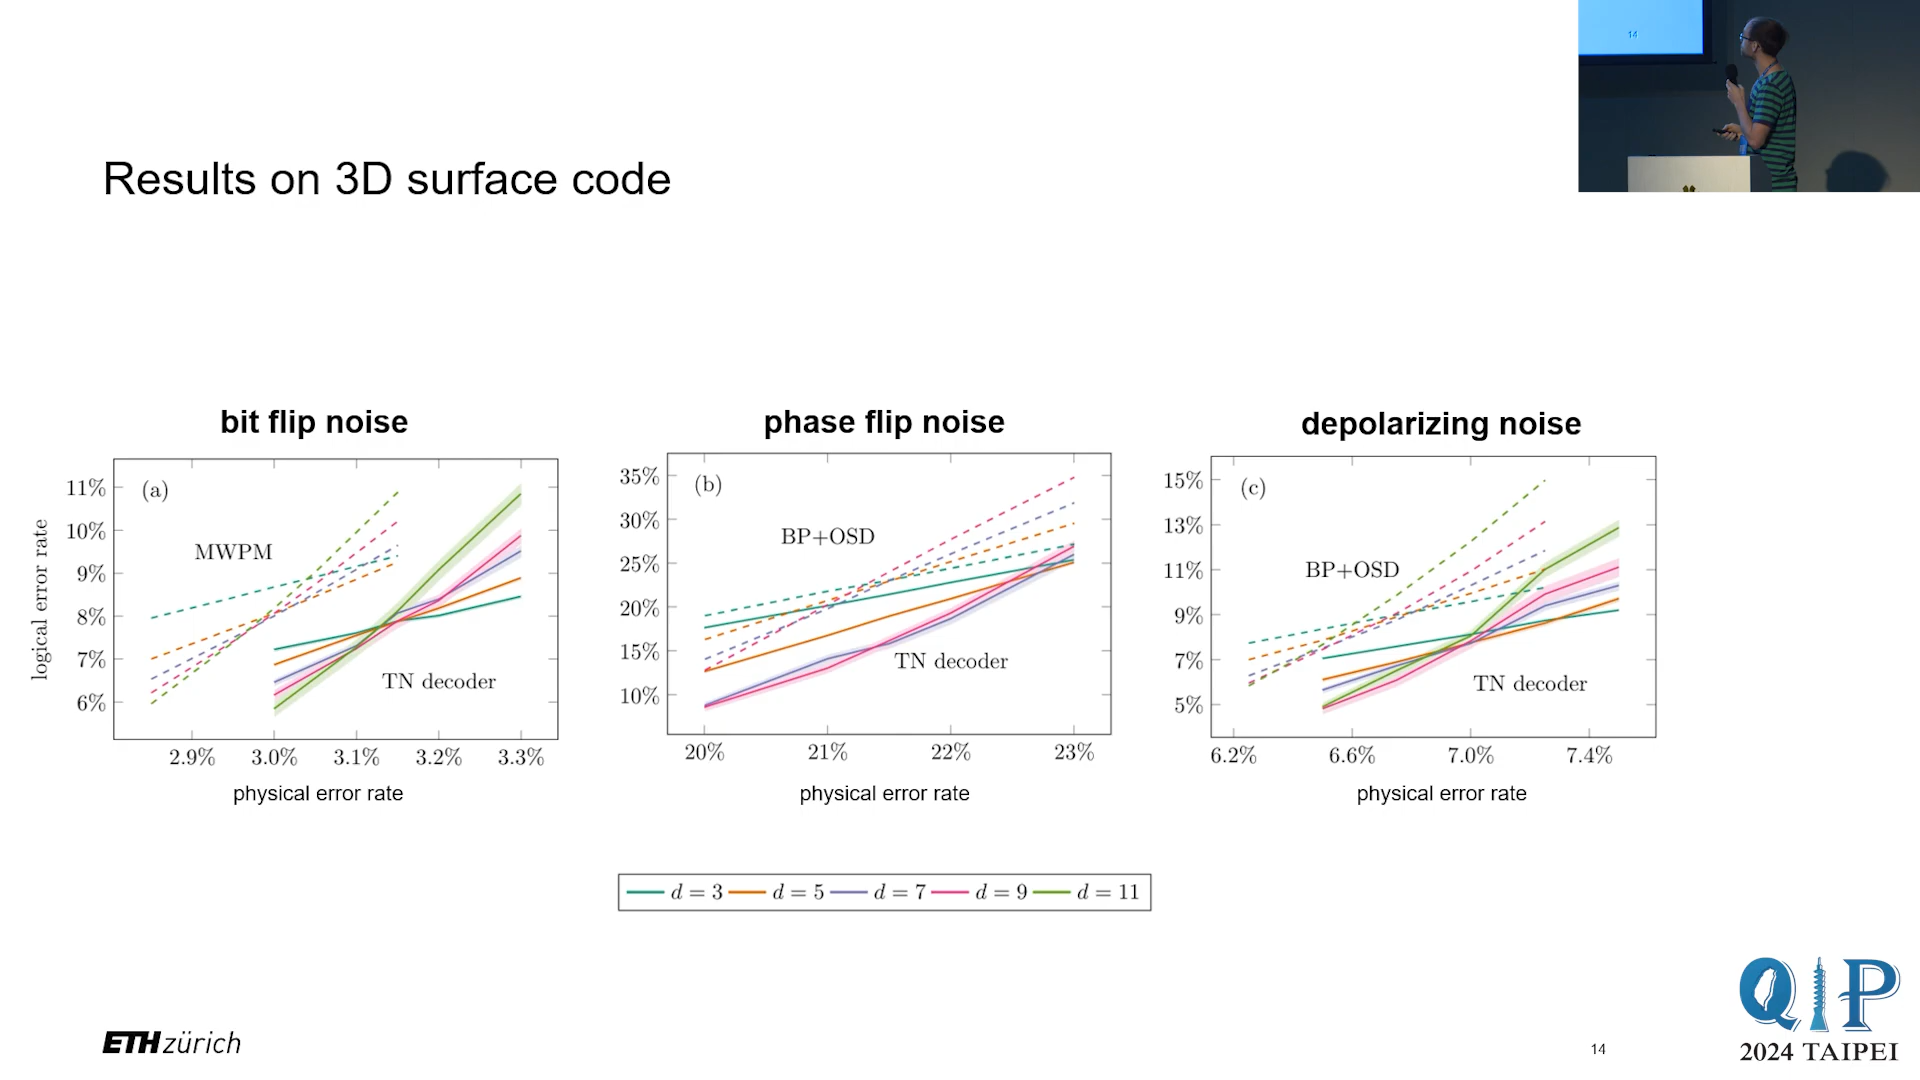 14
Results on 3D surface code
bit flip noise
phase flip noise
depolarizing noise
logical error rate
11%
10%
9%
8%
7%
6%
(a)
MWPM
TN decoder
2.9%
3.0%
3.1%
3.2%
3.3%
physical error rate
35%
30%
25%
20%
15%
10%
(b)
BP+OSD
TN decoder
20%
21%
22%
23%
physical error rate
15%
13%
11%
9%
7%
5%
(c)
BP+OSD
TN decoder
6.2%
6.6%
7.0%
7.4%
physical error rate
d = 3 d = 5 d = 7 d = 9 d = 11
ETH zürich
14
QIP
2024 TAIPEI